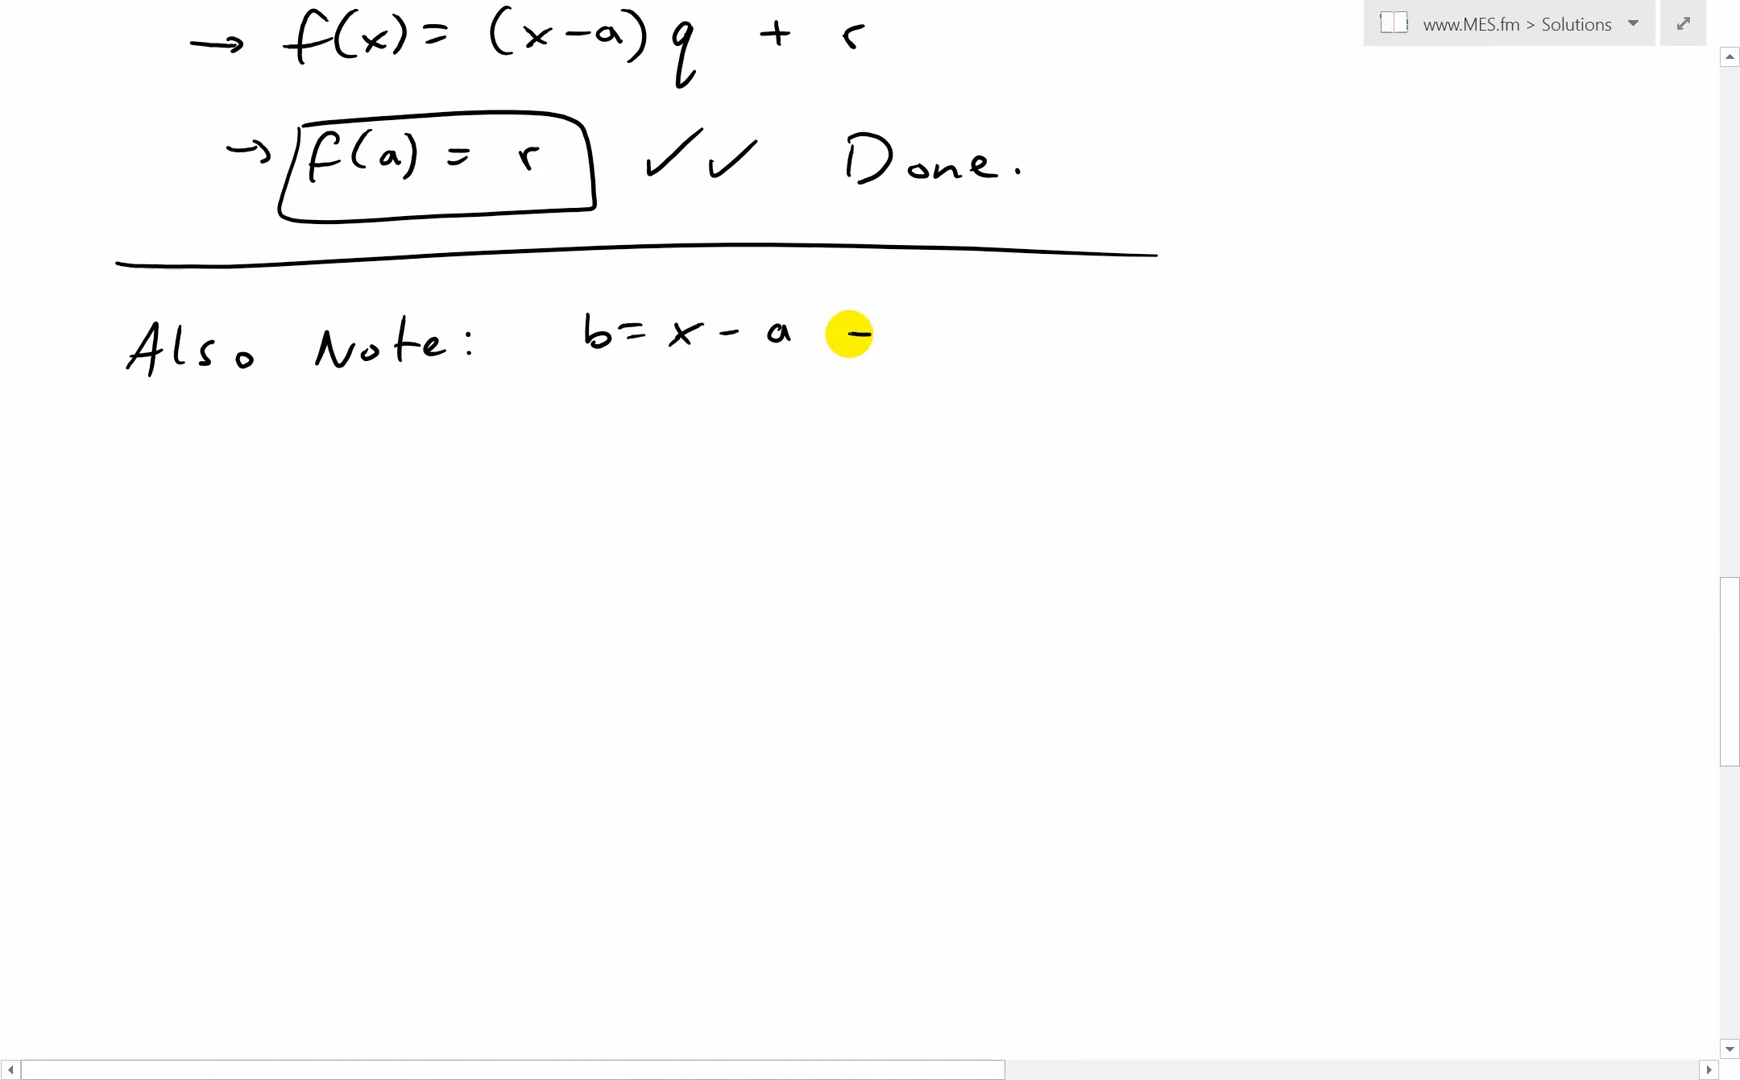 www.MES.fm > Solutions
→ f(x) = (x-a) q + r
→ f(a) = r ✓✓ Done.
Also Note: b = x - a -